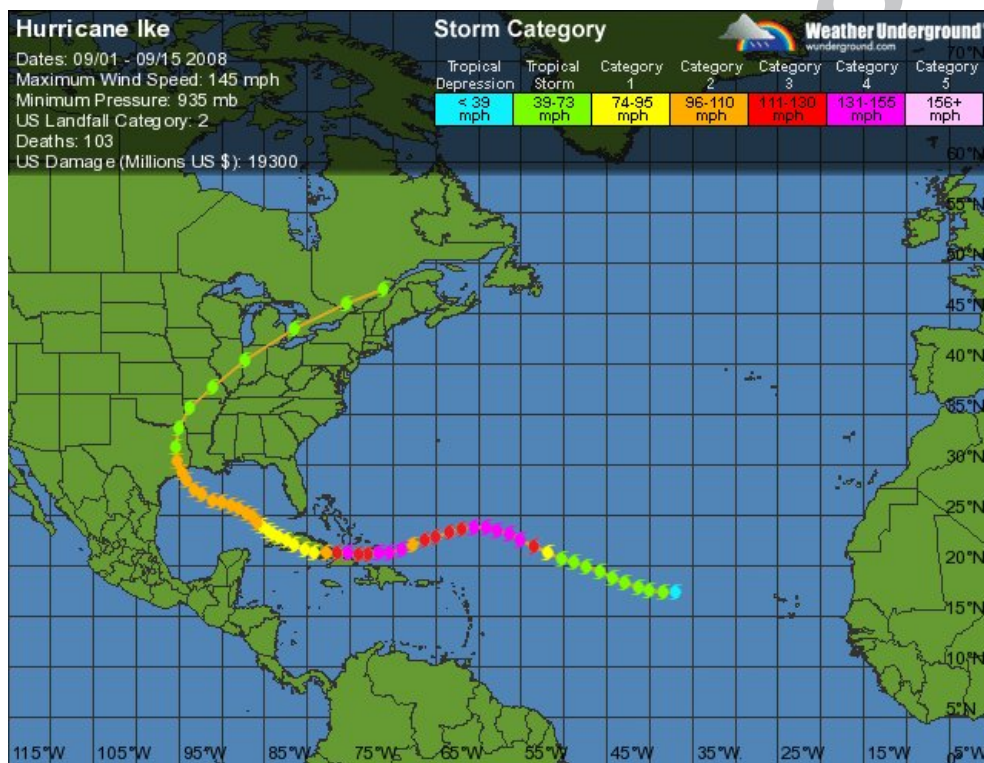 Hurricane Ike
Dates: 09/01 - 09/15 2008
Maximum Wind Speed: 145 mph
Minimum Pressure: 935 mb
US Landfall Category: 2
Deaths: 103
US Damage (Millions US $): 19300
Storm Category
Weather Underground
wunderground.com
Tropical Depression
Tropical Storm
Category 1
Category 2
Category 3
Category 4
Category 5
< 39 mph
39-73 mph
74-95 mph
96-110 mph
111-130 mph
131-155 mph
156+ mph
70°N
60°N
55°N
50°N
45°N
40°N
35°N
30°N
25°N
20°N
15°N
10°N
5°N
0°
115°W 105°W 95°W 85°W 75°W 65°W 55°W 45°W 35°W 25°W 15°W 5°W